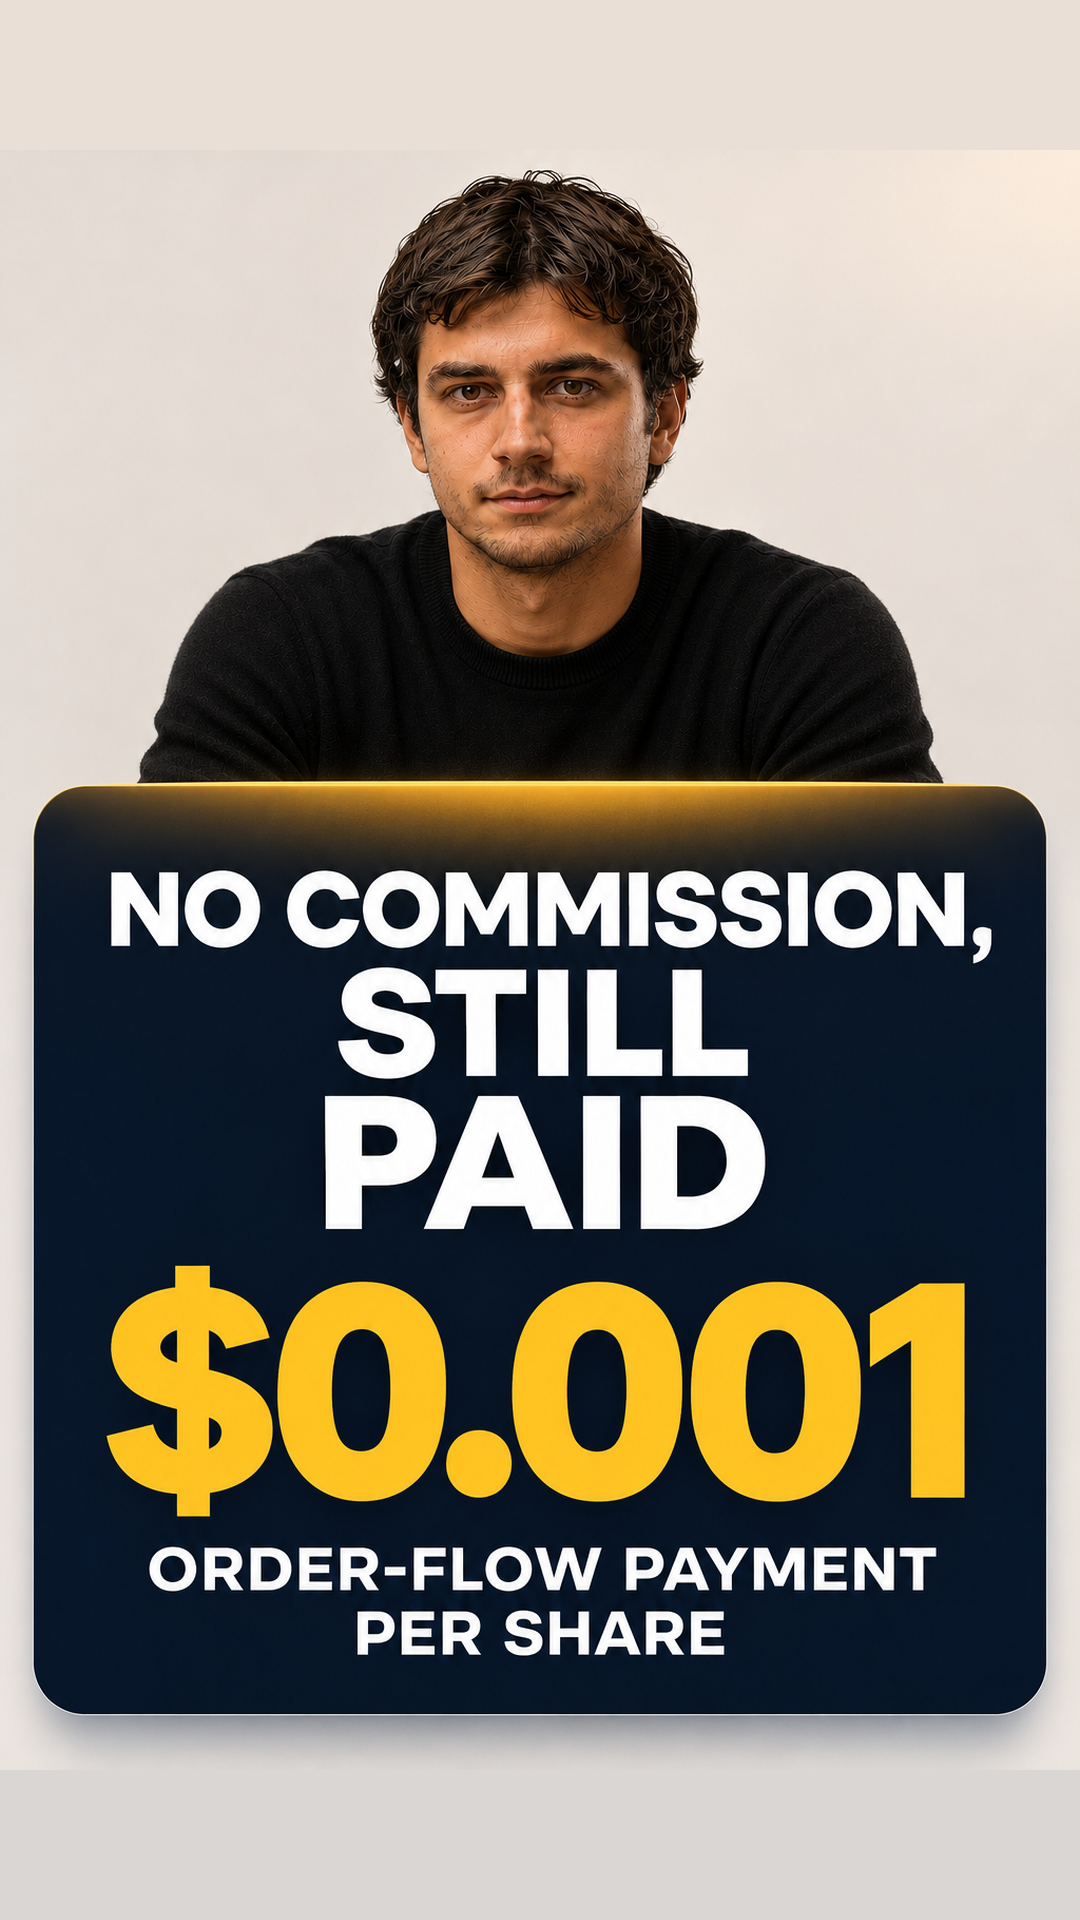 NO COMMISSION,
STILL
PAID
$0.001
ORDER-FLOW PAYMENT
PER SHARE